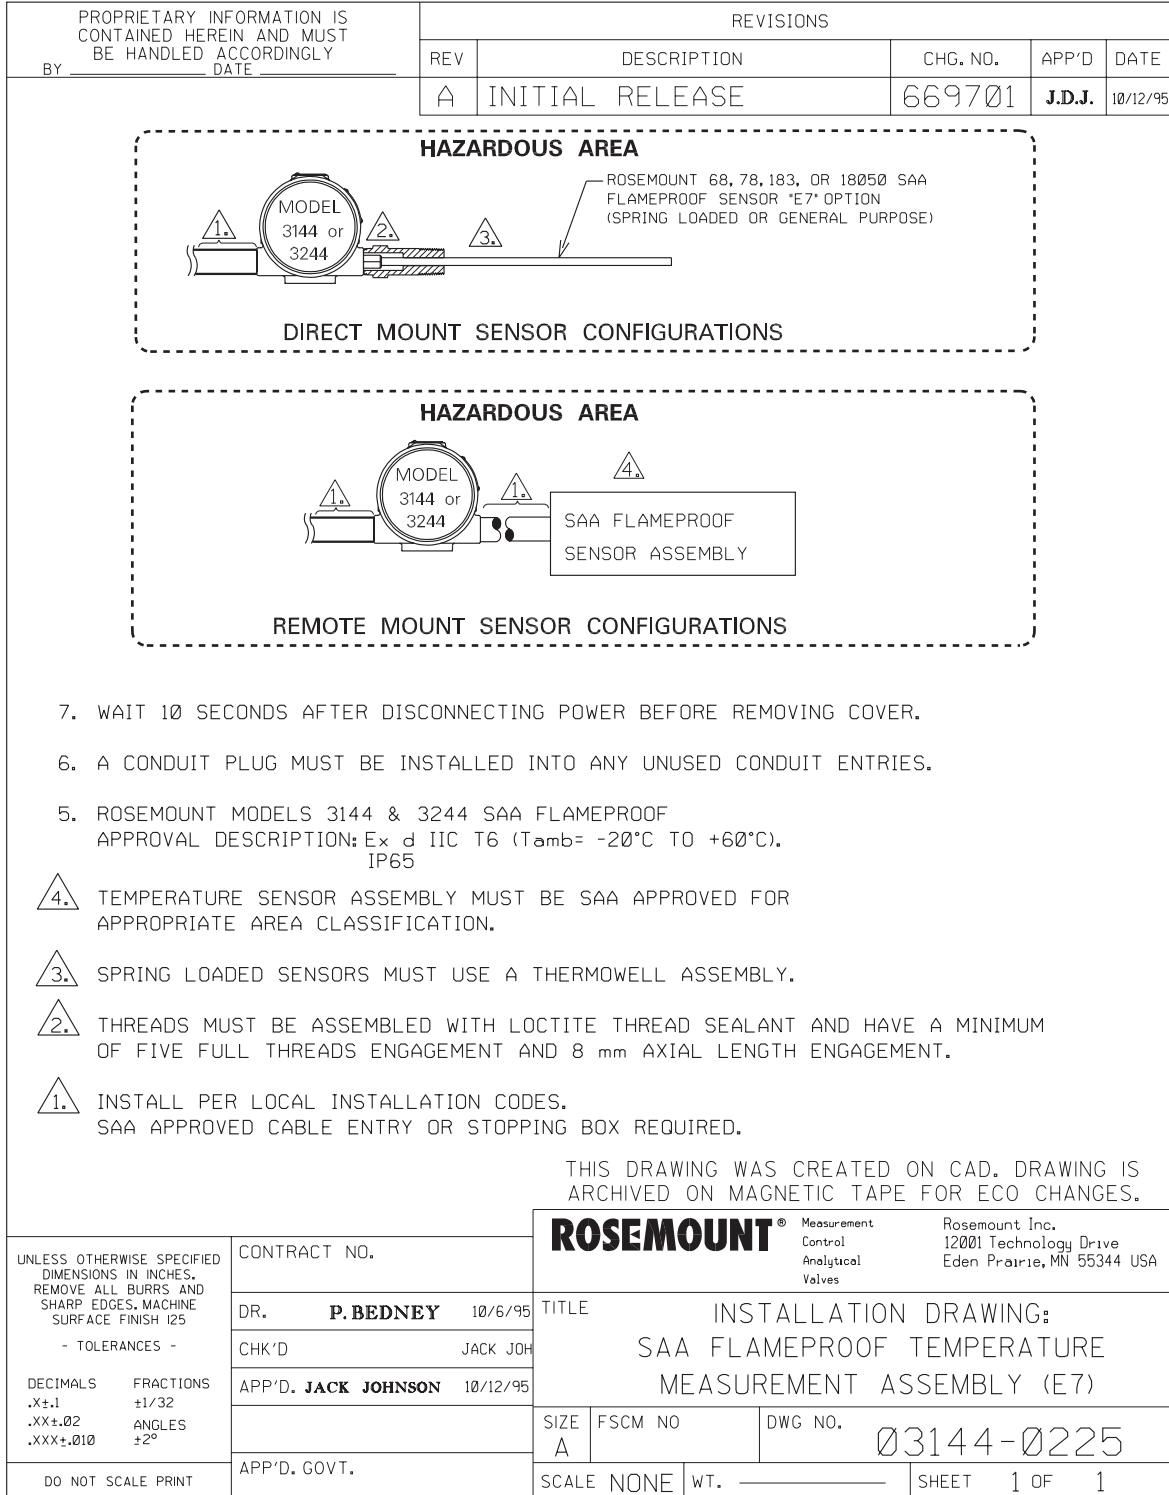 PROPRIETARY INFORMATION IS
CONTAINED HEREIN AND MUST
BE HANDLED ACCORDINGLY
BY DATE
REVISIONS
REV DESCRIPTION CHG. NO. APP'D DATE
A INITIAL RELEASE 669701 J.D.J. 10/12/95
HAZARDOUS AREA
ROSEMOUNT 68, 78, 183, OR 18050 SAA
FLAMEPROOF SENSOR "E7" OPTION
(SPRING LOADED OR GENERAL PURPOSE)
MODEL
3144 or
3244
1.
2.
3.
DIRECT MOUNT SENSOR CONFIGURATIONS
HAZARDOUS AREA
MODEL
3144 or
3244
1.
1.
4.
SAA FLAMEPROOF
SENSOR ASSEMBLY
REMOTE MOUNT SENSOR CONFIGURATIONS
7. WAIT 10 SECONDS AFTER DISCONNECTING POWER BEFORE REMOVING COVER.
6. A CONDUIT PLUG MUST BE INSTALLED INTO ANY UNUSED CONDUIT ENTRIES.
5. ROSEMOUNT MODELS 3144 & 3244 SAA FLAMEPROOF
APPROVAL DESCRIPTION: Ex d IIC T6 (Tamb= -20°C TO +60°C).
IP65
4. TEMPERATURE SENSOR ASSEMBLY MUST BE SAA APPROVED FOR
APPROPRIATE AREA CLASSIFICATION.
3. SPRING LOADED SENSORS MUST USE A THERMOWELL ASSEMBLY.
2. THREADS MUST BE ASSEMBLED WITH LOCTITE THREAD SEALANT AND HAVE A MINIMUM
OF FIVE FULL THREADS ENGAGEMENT AND 8 mm AXIAL LENGTH ENGAGEMENT.
1. INSTALL PER LOCAL INSTALLATION CODES.
SAA APPROVED CABLE ENTRY OR STOPPING BOX REQUIRED.
THIS DRAWING WAS CREATED ON CAD. DRAWING IS
ARCHIVED ON MAGNETIC TAPE FOR ECO CHANGES.
UNLESS OTHERWISE SPECIFIED
DIMENSIONS IN INCHES.
REMOVE ALL BURRS AND
SHARP EDGES. MACHINE
SURFACE FINISH 125
- TOLERANCES -
DECIMALS FRACTIONS
.X±.1 ±1/32
.XX±.02 ANGLES
.XXX±.010 ±2°
DO NOT SCALE PRINT
CONTRACT NO.
DR. P. BEDNEY 10/6/95
CHK'D JACK JOH
APP'D. JACK JOHNSON 10/12/95
APP'D. GOVT.
ROSEMOUNT®
Measurement
Control
Analytical
Valves
Rosemount Inc.
12001 Technology Drive
Eden Prairie, MN 55344 USA
TITLE INSTALLATION DRAWING:
SAA FLAMEPROOF TEMPERATURE
MEASUREMENT ASSEMBLY (E7)
SIZE A FSCM NO DWG NO. 03144-0225
SCALE NONE WT. SHEET 1 OF 1